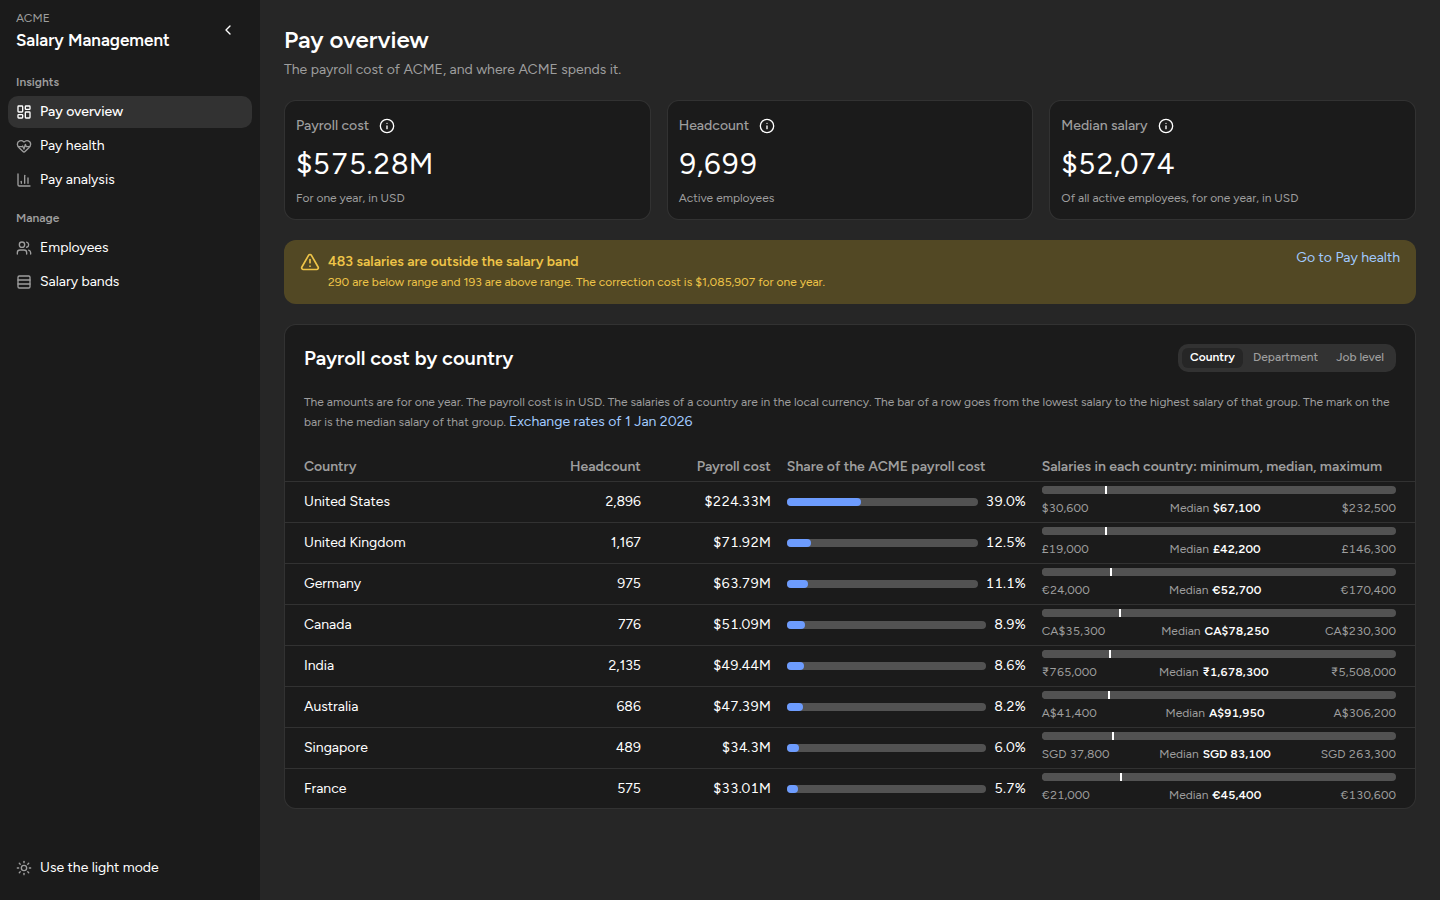 ACME
Salary Management
Insights
Pay overview
Pay health
Pay analysis
Manage
Employees
Salary bands
Use the light mode
Pay overview
The payroll cost of ACME, and where ACME spends it.
Payroll cost
$575.28M
For one year, in USD
Headcount
9,699
Active employees
Median salary
$52,074
Of all active employees, for one year, in USD
483 salaries are outside the salary band
290 are below range and 193 are above range. The correction cost is $1,085,907 for one year.
Go to Pay health
Payroll cost by country
Country Department Job level
The amounts are for one year. The payroll cost is in USD. The salaries of a country are in the local currency. The bar of a row goes from the lowest salary to the highest salary of that group. The mark on the
bar is the median salary of that group. Exchange rates of 1 Jan 2026
Country Headcount Payroll cost Share of the ACME payroll cost Salaries in each country: minimum, median, maximum
United States 2,896 $224.33M 39.0% $30,600 Median $67,100 $232,500
United Kingdom 1,167 $71.92M 12.5% £19,000 Median £42,200 £146,300
Germany 975 $63.79M 11.1% €24,000 Median €52,700 €170,400
Canada 776 $51.09M 8.9% CA$35,300 Median CA$78,250 CA$230,300
India 2,135 $49.44M 8.6% ₹765,000 Median ₹1,678,300 ₹5,508,000
Australia 686 $47.39M 8.2% A$41,400 Median A$91,950 A$306,200
Singapore 489 $34.3M 6.0% SGD 37,800 Median SGD 83,100 SGD 263,300
France 575 $33.01M 5.7% €21,000 Median €45,400 €130,600